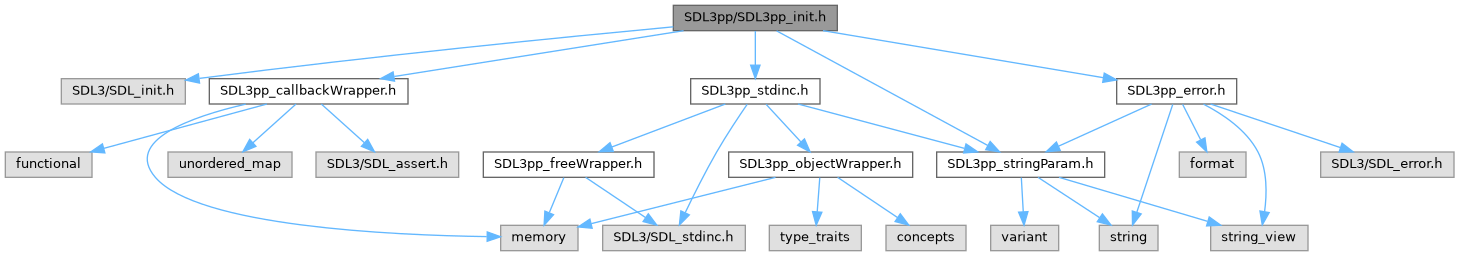 SDL3pp/SDL3pp_init.h
SDL3/SDL_init.h
SDL3pp_callbackWrapper.h
SDL3pp_stdinc.h
SDL3pp_error.h
functional
unordered_map
SDL3/SDL_assert.h
SDL3pp_freeWrapper.h
SDL3pp_objectWrapper.h
SDL3pp_stringParam.h
format
SDL3/SDL_error.h
memory
SDL3/SDL_stdinc.h
type_traits
concepts
variant
string
string_view